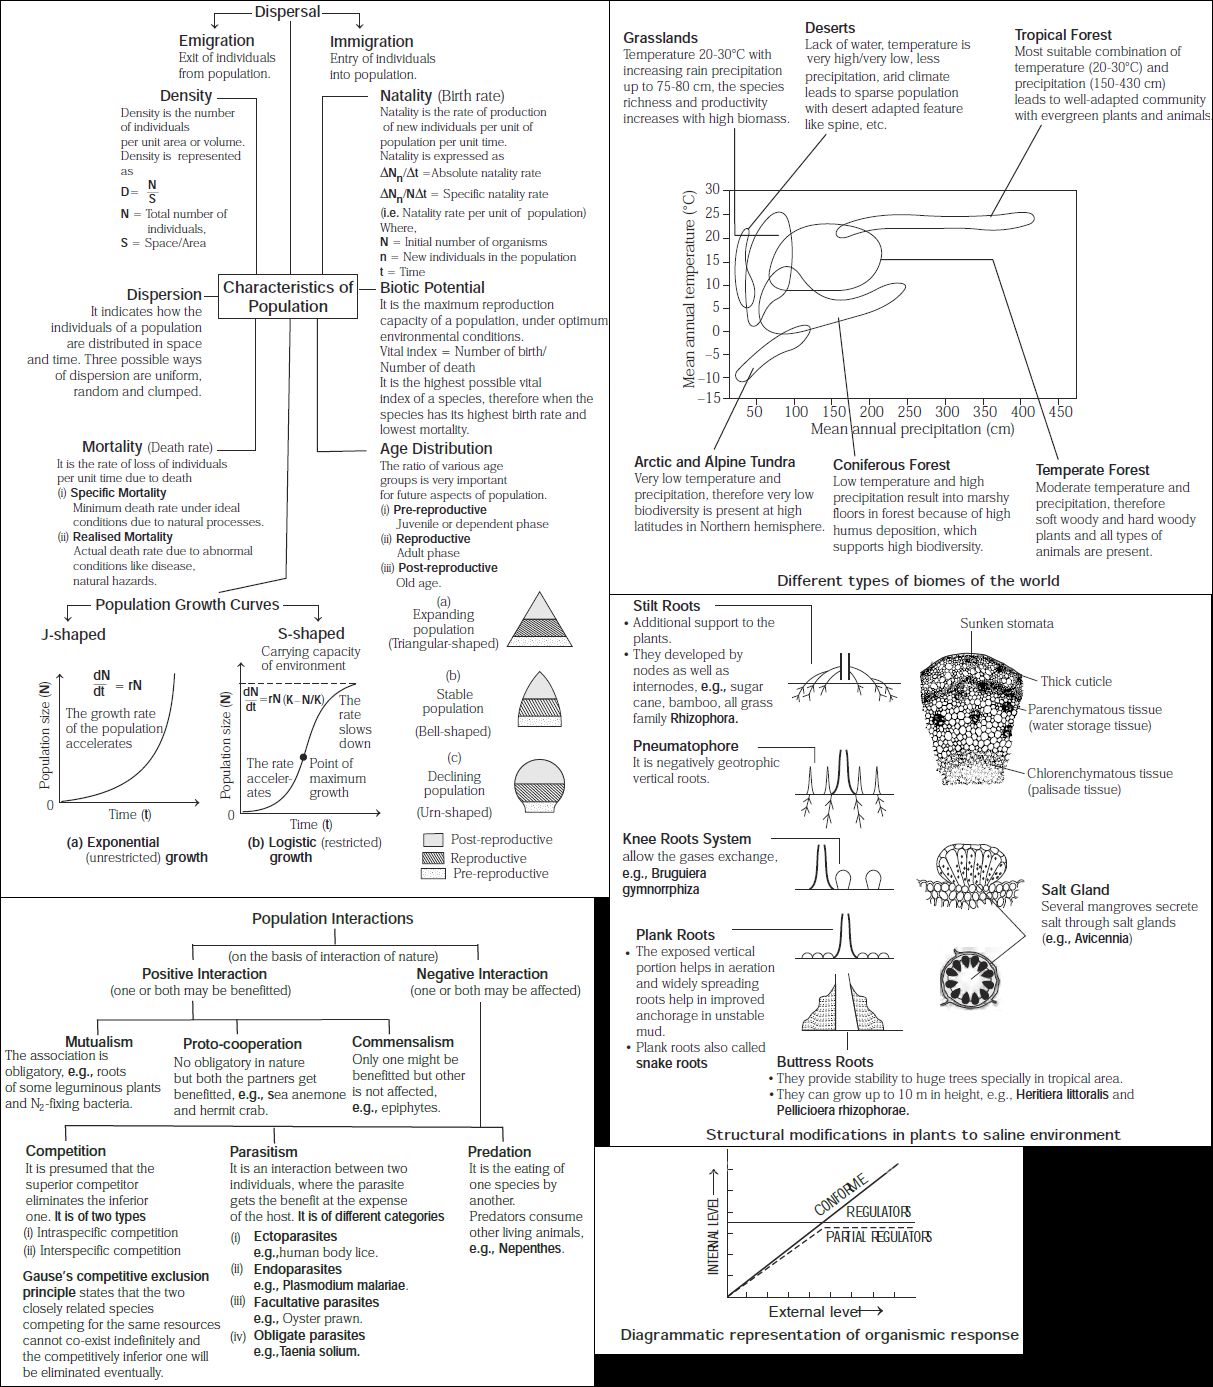 Dispersal
Emigration
Exit of individuals
from population.
Immigration
Entry of individuals
into population.
Density
Density is the number
of individuals
per unit area or volume.
Density is represented
as
D= N/S
N = Total number of
individuals,
S = Space/Area
Natality (Birth rate)
Natality is the rate of production
of new individuals per unit of
population per unit time.
Natality is expressed as
ΔNn/Δt =Absolute natality rate
ΔNn/NΔt = Specific natality rate
(i.e. Natality rate per unit of population)
Where,
N = Initial number of organisms
n = New individuals in the population
t = Time
Characteristics of
Population
Dispersion
It indicates how the
individuals of a population
are distributed in space
and time. Three possible ways
of dispersion are uniform,
random and clumped.
Biotic Potential
It is the maximum reproduction
capacity of a population, under optimum
environmental conditions.
Vital index = Number of birth/
Number of death
It is the highest possible vital
index of a species, therefore when the
species has its highest birth rate and
lowest mortality.
Mortality (Death rate)
It is the rate of loss of individuals
per unit time due to death
(i) Specific Mortality
Minimum death rate under ideal
conditions due to natural processes.
(ii) Realised Mortality
Actual death rate due to abnormal
conditions like disease,
natural hazards.
Age Distribution
The ratio of various age
groups is very important
for future aspects of population.
(i) Pre-reproductive
Juvenile or dependent phase
(ii) Reproductive
Adult phase
(iii) Post-reproductive
Old age.
(a)
Expanding
population
(Triangular-shaped)
(b)
Stable
population
(Bell-shaped)
(c)
Declining
population
(Urn-shaped)
Post-reproductive
Reproductive
Pre-reproductive
Population Growth Curves
J-shaped
dN/dt = rN
The growth rate
of the population
accelerates
Population size (N)
0
Time (t)
(a) Exponential
(unrestricted) growth
S-shaped
Carrying capacity
of environment
dN/dt =rN (K–N/K)
The
rate
slows
down
The rate
acceler-
ates
Point of
maximum
growth
Population size (N)
0
Time (t)
(b) Logistic (restricted)
growth
Grasslands
Temperature 20-30°C with
increasing rain precipitation
up to 75-80 cm, the species
richness and productivity
increases with high biomass.
Deserts
Lack of water, temperature is
very high/very low, less
precipitation, arid climate
leads to sparse population
with desert adapted feature
like spine, etc.
Tropical Forest
Most suitable combination of
temperature (20-30°C) and
precipitation (150-430 cm)
leads to well-adapted community
with evergreen plants and animals.
Mean annual temperature (°C)
30
25
20
15
10
5
0
–5
–10
–15
50 100 150 200 250 300 350 400 450
Mean annual precipitation (cm)
Arctic and Alpine Tundra
Very low temperature and
precipitation, therefore very low
biodiversity is present at high
latitudes in Northern hemisphere.
Coniferous Forest
Low temperature and high
precipitation result into marshy
floors in forest because of high
humus deposition, which
supports high biodiversity.
Temperate Forest
Moderate temperature and
precipitation, therefore
soft woody and hard woody
plants and all types of
animals are present.
Different types of biomes of the world
Stilt Roots
• Additional support to the
plants.
• They developed by
nodes as well as
internodes, e.g., sugar
cane, bamboo, all grass
family Rhizophora.
Pneumatophore
It is negatively geotrophic
vertical roots.
Knee Roots System
allow the gases exchange,
e.g., Bruguiera
gymnorrphiza
Plank Roots
• The exposed vertical
portion helps in aeration
and widely spreading
roots help in improved
anchorage in unstable
mud.
• Plank roots also called
snake roots
Buttress Roots
• They provide stability to huge trees specially in tropical area.
• They can grow up to 10 m in height, e.g., Heritiera littoralis and
Pellicioera rhizophorae.
Sunken stomata
Thick cuticle
Parenchymatous tissue
(water storage tissue)
Chlorenchymatous tissue
(palisade tissue)
Salt Gland
Several mangroves secrete
salt through salt glands
(e.g., Avicennia)
Structural modifications in plants to saline environment
Population Interactions
(on the basis of interaction of nature)
Positive Interaction
(one or both may be benefitted)
Negative Interaction
(one or both may be affected)
Mutualism
The association is
obligatory, e.g., roots
of some leguminous plants
and N2-fixing bacteria.
Proto-cooperation
No obligatory in nature
but both the partners get
benefitted, e.g., sea anemone
and hermit crab.
Commensalism
Only one might be
benefitted but other
is not affected,
e.g., epiphytes.
Competition
It is presumed that the
superior competitor
eliminates the inferior
one. It is of two types
(i) Intraspecific competition
(ii) Interspecific competition
Gause's competitive exclusion
principle states that the two
closely related species
competing for the same resources
cannot co-exist indefinitely and
the competitively inferior one will
be eliminated eventually.
Parasitism
It is an interaction between two
individuals, where the parasite
gets the benefit at the expense
of the host. It is of different categories
(i) Ectoparasites
e.g.,human body lice.
(ii) Endoparasites
e.g., Plasmodium malariae.
(iii) Facultative parasites
e.g., Oyster prawn.
(iv) Obligate parasites
e.g.,Taenia solium.
Predation
It is the eating of
one species by
another.
Predators consume
other living animals,
e.g., Nepenthes.
INTERNAL LEVEL
CONFORME
REGULATORS
PARTIAL REGULATORS
External level
Diagrammatic representation of organismic response